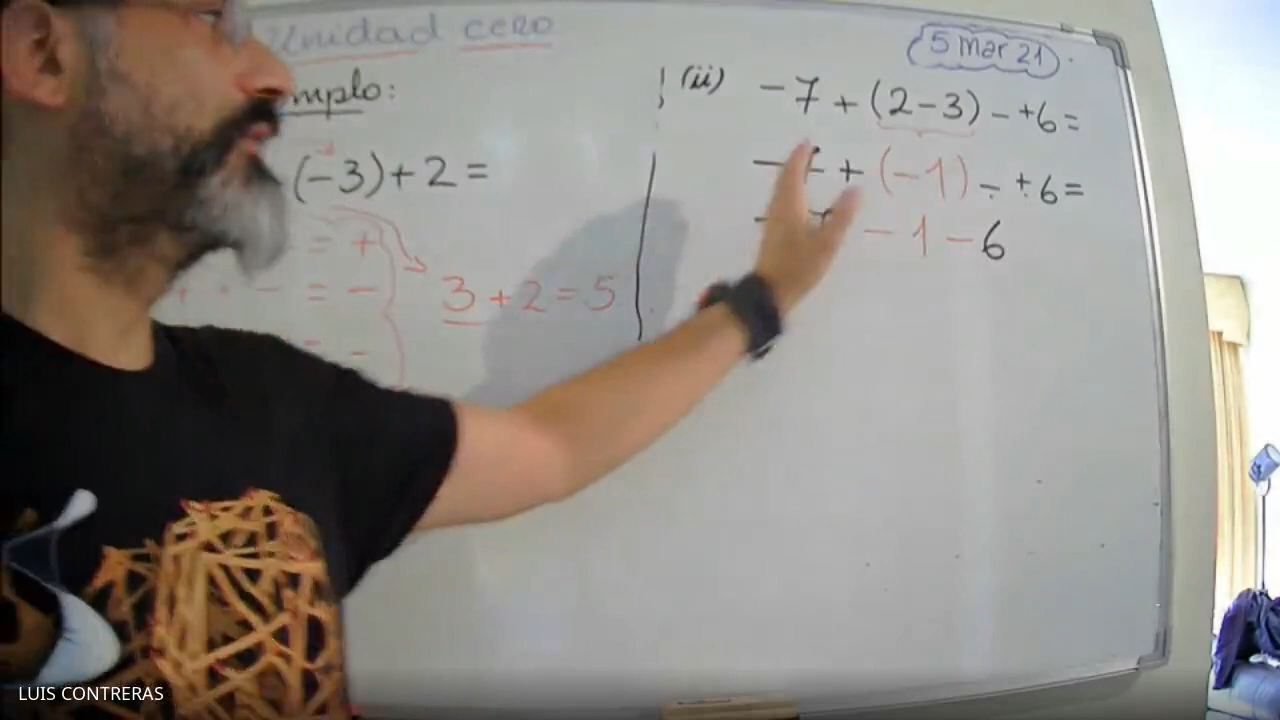 Unidad cero
5 Mar 21.
mplo:
(-3)+2=
= +
+ · - = -
= -
3+2=5
(ii) -7+(2-3)-+6=
- + (-1) - +6=
- 1 - 6
LUIS CONTRERAS